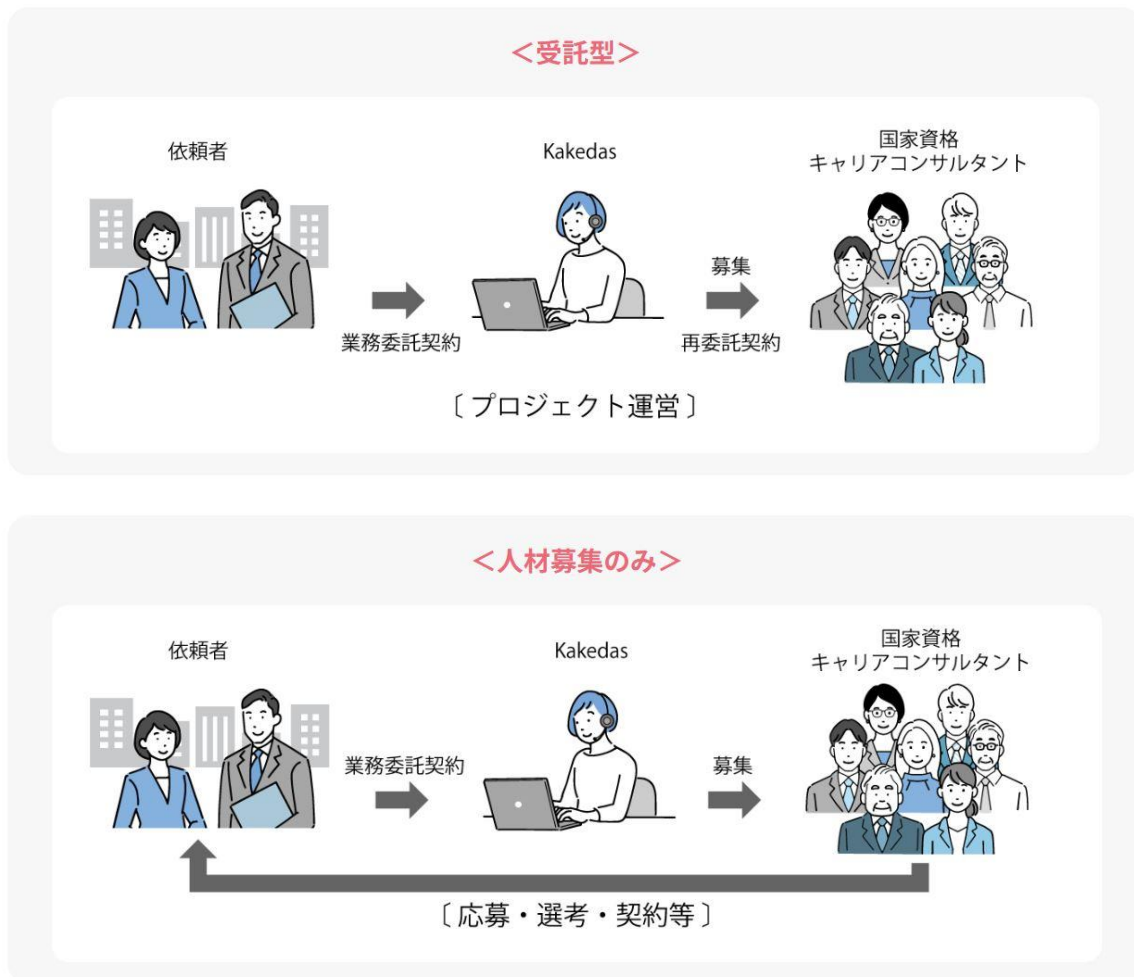 ＜受託型＞
依頼者
Kakedas
国家資格
キャリアコンサルタント
業務委託契約
募集
再委託契約
〔プロジェクト運営〕
＜人材募集のみ＞
依頼者
Kakedas
国家資格
キャリアコンサルタント
業務委託契約
募集
〔応募・選考・契約等〕